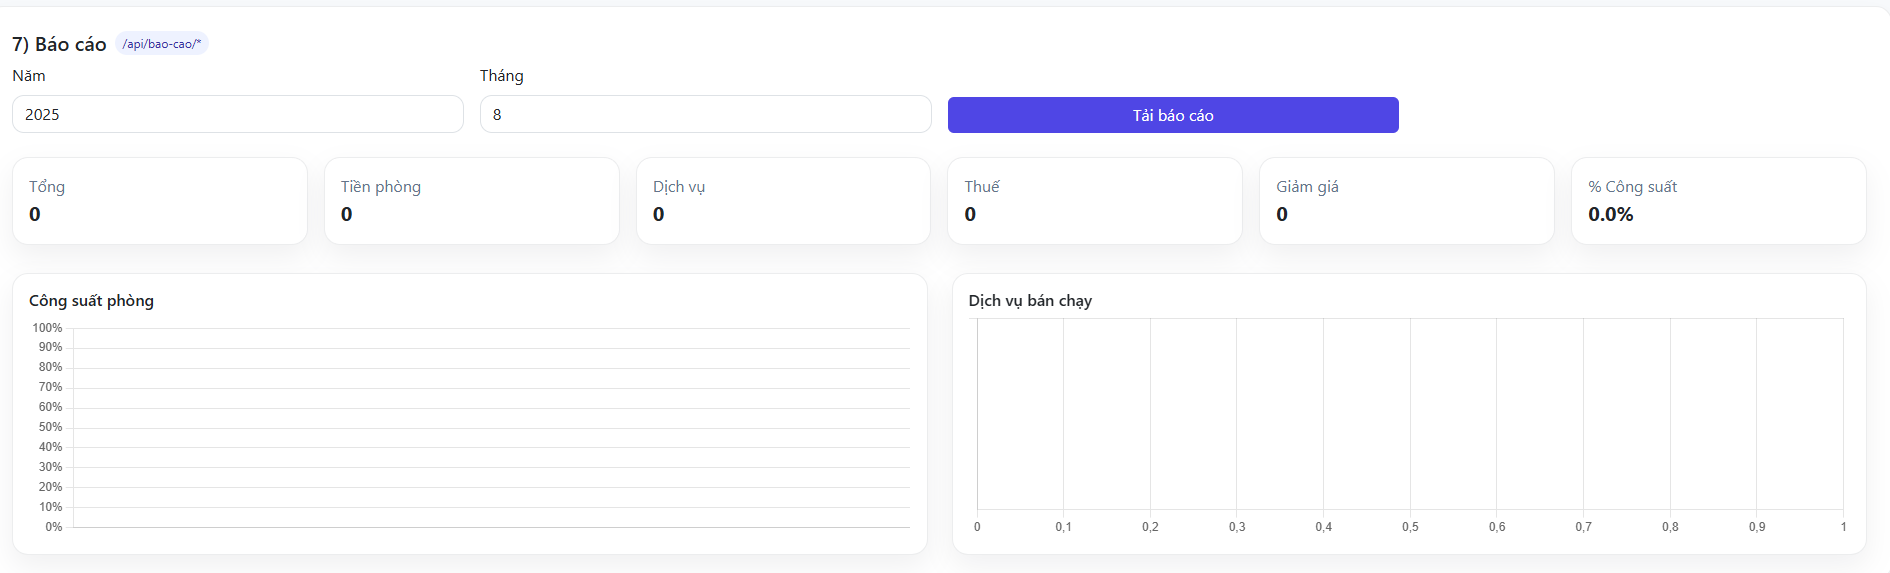 7) Báo cáo /api/bao-cao/*
Năm Tháng
2025 8 Tải báo cáo
Tổng Tiền phòng Dịch vụ Thuế Giảm giá % Công suất
0 0 0 0 0 0.0%
Công suất phòng
100%
90%
80%
70%
60%
50%
40%
30%
20%
10%
0%
Dịch vụ bán chạy
0 0,1 0,2 0,3 0,4 0,5 0,6 0,7 0,8 0,9 1